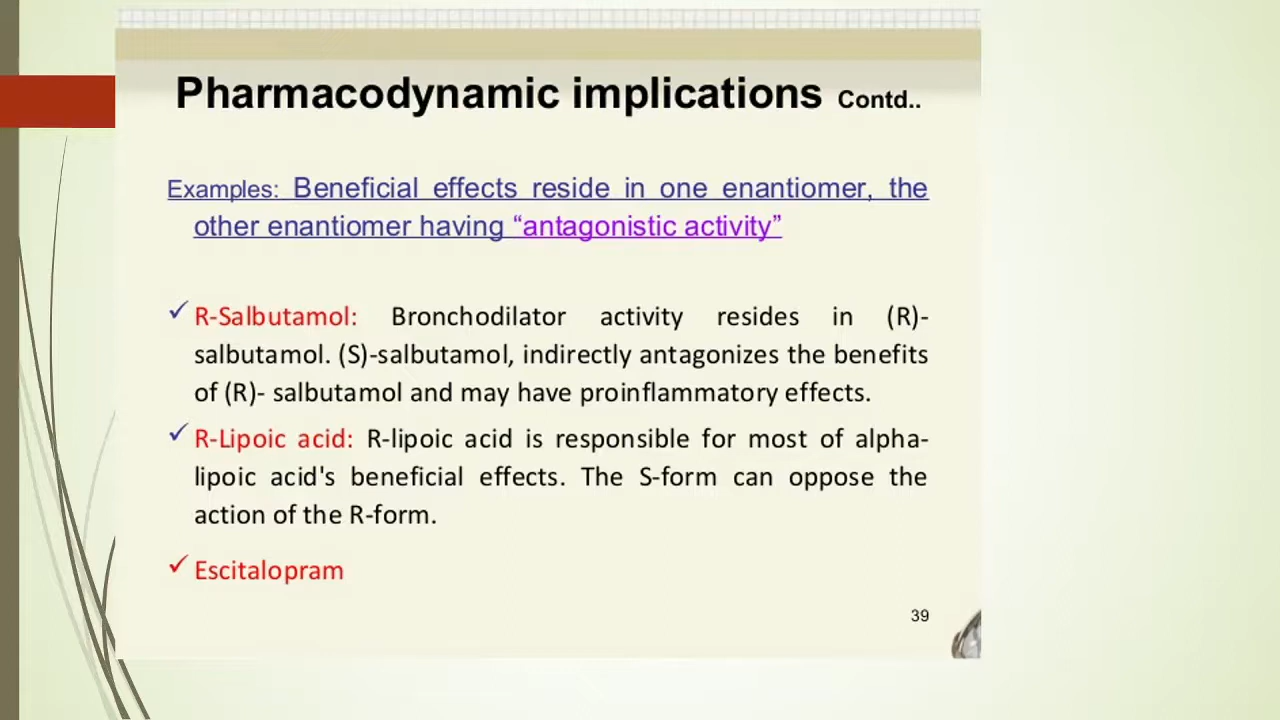 Pharmacodynamic implications Contd..
Examples: Beneficial effects reside in one enantiomer, the
other enantiomer having “antagonistic activity”
✓ R-Salbutamol: Bronchodilator activity resides in (R)-
salbutamol. (S)-salbutamol, indirectly antagonizes the benefits
of (R)- salbutamol and may have proinflammatory effects.
✓ R-Lipoic acid: R-lipoic acid is responsible for most of alpha-
lipoic acid's beneficial effects. The S-form can oppose the
action of the R-form.
✓ Escitalopram
39